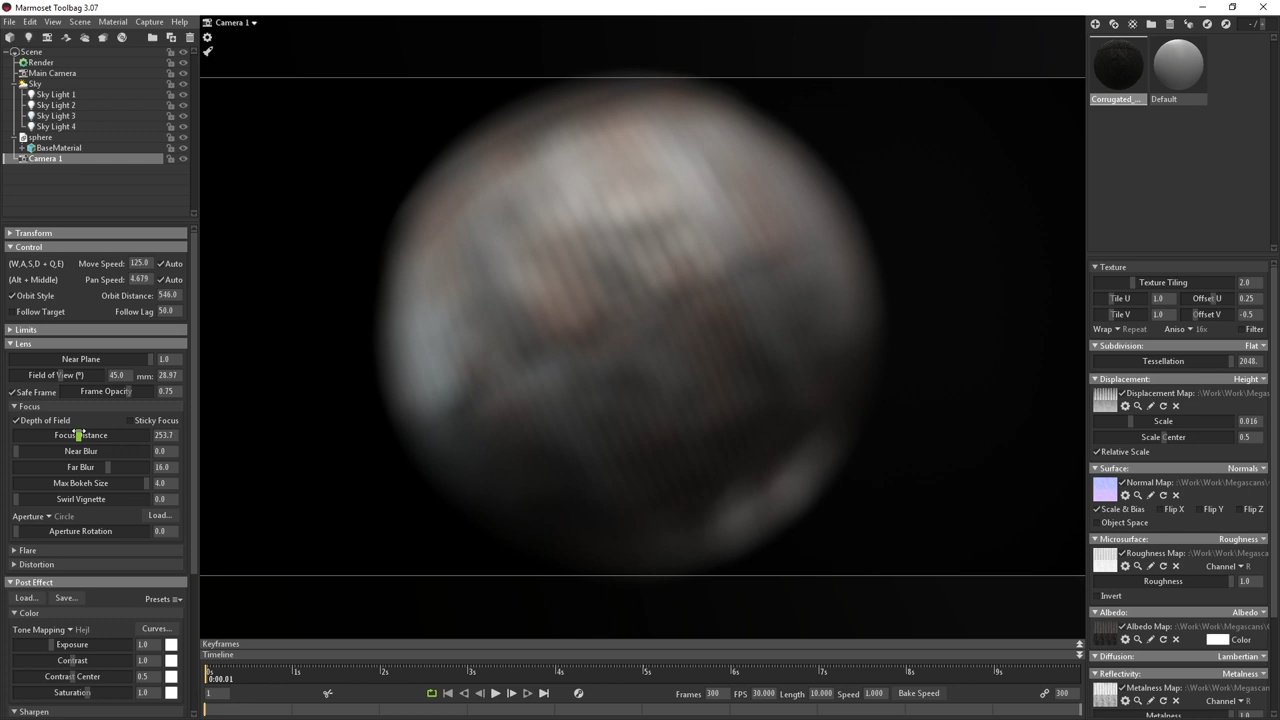 Marmoset Toolbag 3.07
File Edit View Scene Material Capture Help
Camera 1
Scene
Render
Main Camera
Sky
Sky Light 1
Sky Light 2
Sky Light 3
Sky Light 4
sphere
BaseMaterial
Camera 1
Transform
Control
(W,A,S,D + Q,E) Move Speed: 125.0 Auto
(Alt + Middle) Pan Speed: 4.679 Auto
Orbit Style Orbit Distance: 546.0
Follow Target Follow Lag 50.0
Limits
Lens
Near Plane 1.0
Field of View (°) 45.0 mm: 28.97
Safe Frame Frame Opacity 0.75
Focus
Depth of Field Sticky Focus
Focus Distance 253.7
Near Blur 0.0
Far Blur 16.0
Max Bokeh Size 4.0
Swirl Vignette 0.0
Aperture Circle Load...
Aperture Rotation 0.0
Flare
Distortion
Post Effect
Load... Save... Presets
Color
Tone Mapping Hejl Curves...
Exposure 1.0
Contrast 1.0
Contrast Center 0.5
Saturation 1.0
Sharpen
Keyframes
Timeline
0s 1s 2s 3s 4s 5s 6s 7s 8s 9s
0:00.01
1 Frames 300 FPS 30.000 Length 10.000 Speed 1.000 Bake Speed 300
- / +
Corrugated_... Default
Texture
Texture Tiling 2.0
Tile U 1.0 Offset U 0.25
Tile V 1.0 Offset V -0.5
Wrap Repeat Aniso 16x Filter
Subdivision: Flat
Tessellation 2048.
Displacement: Height
Displacement Map: :\Work\Work\Mega
Scale 0.016
Scale Center 0.5
Relative Scale
Surface: Normals
Normal Map: :\Work\Work\Megascans\
Scale & Bias Flip X Flip Y Flip Z
Object Space
Microsurface: Roughness
Roughness Map: :\Work\Work\Megasca
Channel R
Roughness 1.0
Invert
Albedo: Albedo
Albedo Map: :\Work\Work\Megascans\
Color
Diffusion: Lambertian
Reflectivity: Metalness
Metalness Map: :\Work\Work\Megasca
Channel R
Metalness 1.0